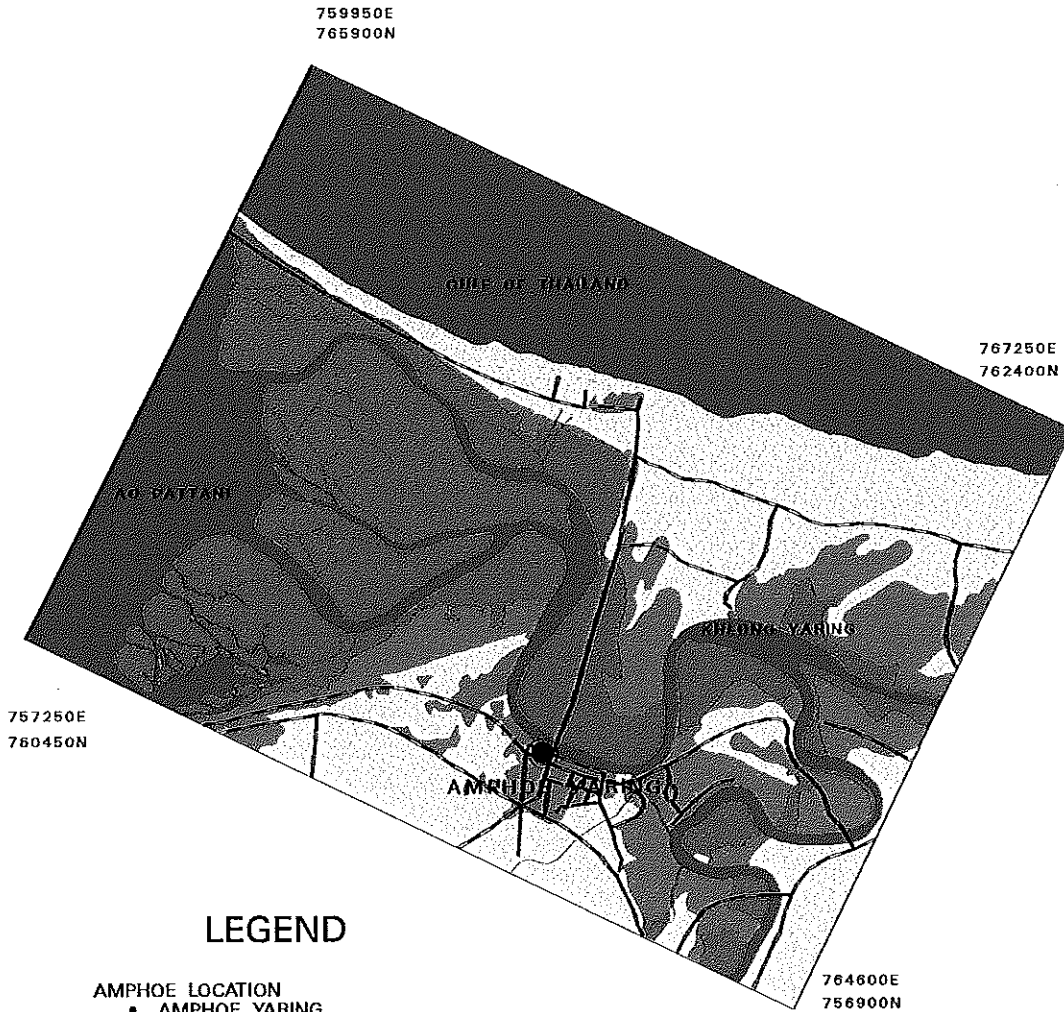 759950E
765900N
GULF OF THAILAND
767250E
762400N
AO PATTANI
KHLONG YARING
757250E
760450N
AMPHOE YARING
LEGEND
764600E
756900N
AMPHOE LOCATION
AMPHOE YARING